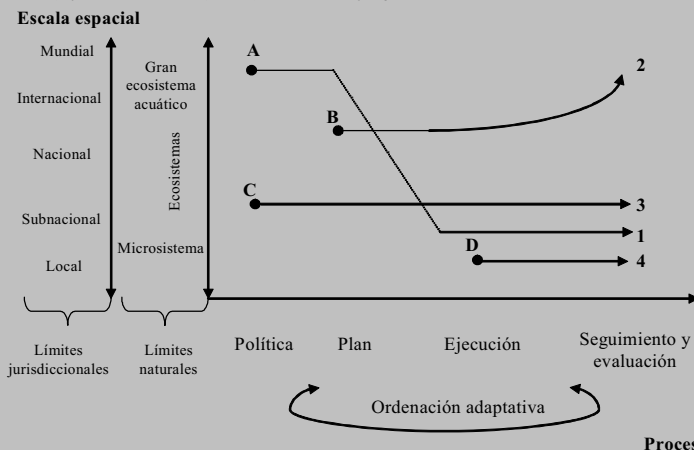 Escala espacial
Mundial
Internacional
Nacional
Subnacional
Local
Gran
ecosistema
acuático
Ecosistemas
Microsistema
A
B
C
D
2
3
1
4
Límites
jurisdiccionales
Límites
naturales
Política
Plan
Ejecución
Seguimiento y
evaluación
Ordenación adaptativa
Proces